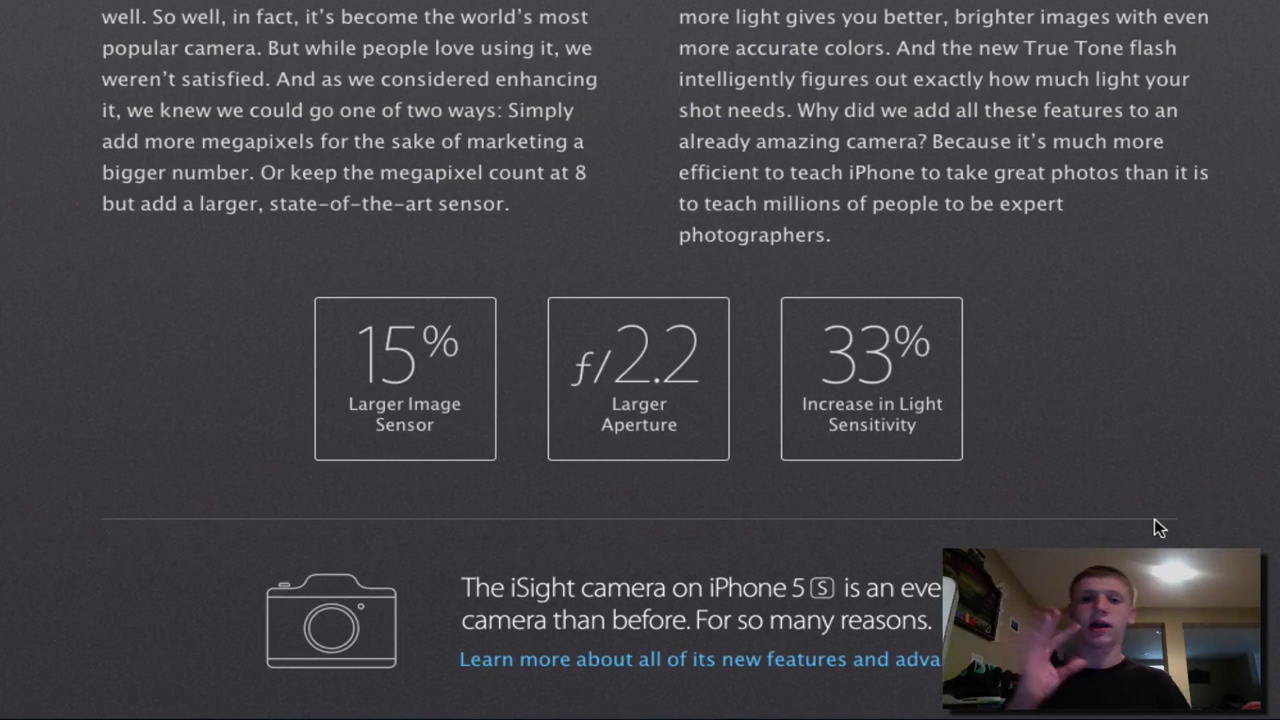 well. So well, in fact, it’s become the world’s most
popular camera. But while people love using it, we
weren’t satisfied. And as we considered enhancing
it, we knew we could go one of two ways: Simply
add more megapixels for the sake of marketing a
bigger number. Or keep the megapixel count at 8
but add a larger, state-of-the-art sensor.
more light gives you better, brighter images with even
more accurate colors. And the new True Tone flash
intelligently figures out exactly how much light your
shot needs. Why did we add all these features to an
already amazing camera? Because it’s much more
efficient to teach iPhone to take great photos than it is
to teach millions of people to be expert
photographers.
15%
Larger Image
Sensor
ƒ/2.2
Larger
Aperture
33%
Increase in Light
Sensitivity
The iSight camera on iPhone 5 S is an eve
camera than before. For so many reasons.
Learn more about all of its new features and adva